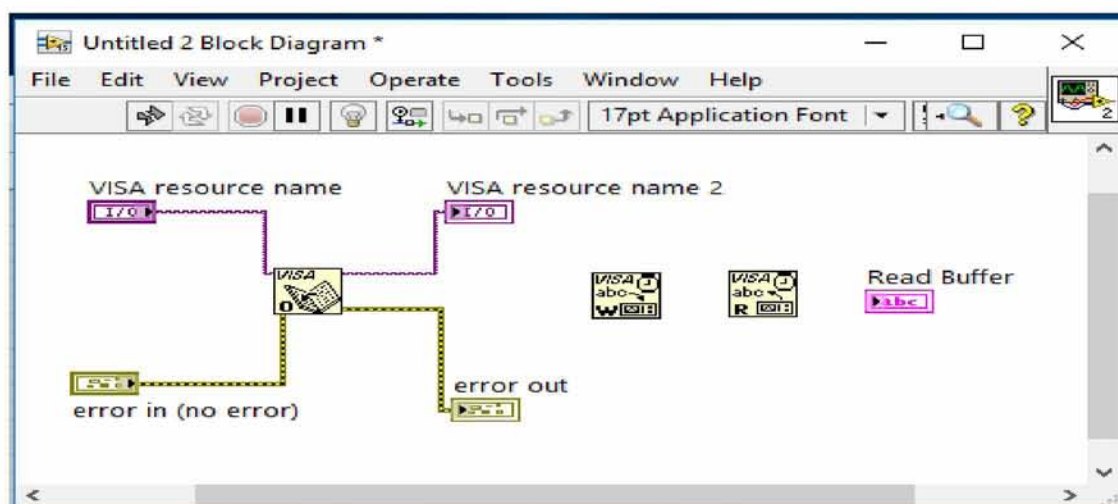 Untitled 2 Block Diagram *
File Edit View Project Operate Tools Window Help
17pt Application Font
2
VISA resource name
I/O
VISA resource name 2
I/O
VISA
O
VISA
abc
W
VISA
abc
R
Read Buffer
abc
error in (no error)
error out